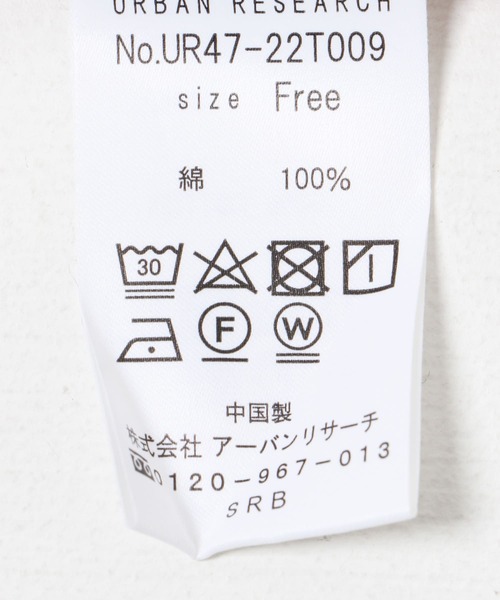 URBAN RESEARCH
No.UR47-22T009
size Free
綿 100%
30
F W
中国製
株式会社 アーバンリサーチ
0120-967-013
SRB